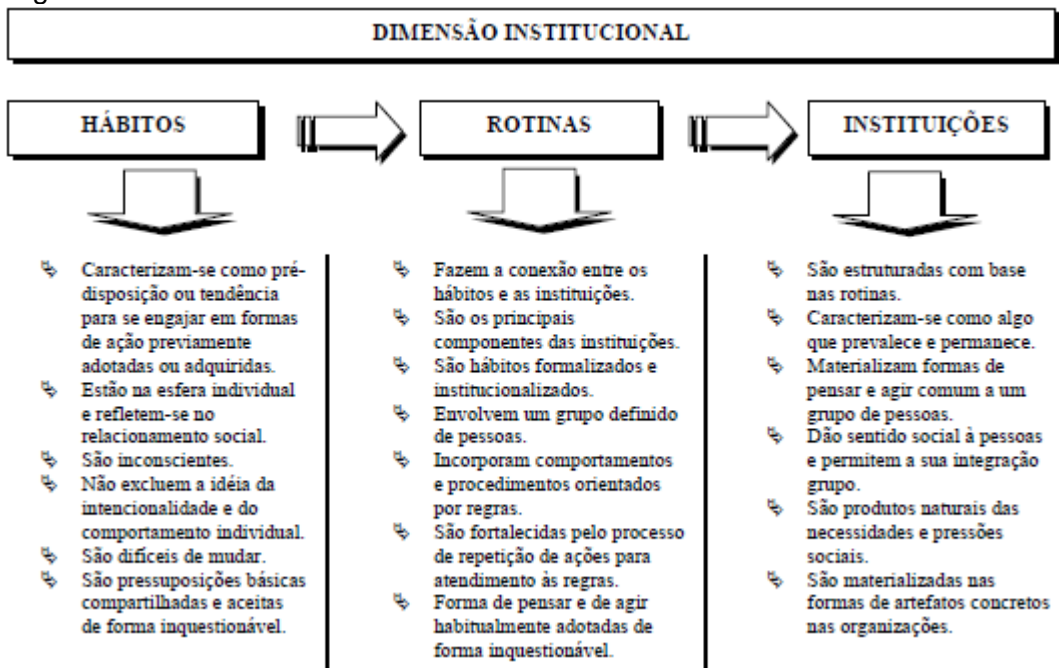 DIMENSÃO INSTITUCIONAL
HÁBITOS
ROTINAS
INSTITUIÇÕES
Caracterizam-se como pré-
disposição ou tendência
para se engajar em formas
de ação previamente
adotadas ou adquiridas.
Estão na esfera individual
e refletem-se no
relacionamento social.
São inconscientes.
Não excluem a idéia da
intencionalidade e do
comportamento individual.
São difíceis de mudar.
São pressuposições básicas
compartilhadas e aceitas
de forma inquestionável.
Fazem a conexão entre os
hábitos e as instituições.
São os principais
componentes das instituições.
São hábitos formalizados e
institucionalizados.
Envolvem um grupo definido
de pessoas.
Incorporam comportamentos
e procedimentos orientados
por regras.
São fortalecidas pelo processo
de repetição de ações para
atendimento às regras.
Forma de pensar e de agir
habitualmente adotadas de
forma inquestionável.
São estruturadas com base
nas rotinas.
Caracterizam-se como algo
que prevalece e permanece.
Materializam formas de
pensar e agir comum a um
grupo de pessoas.
Dão sentido social à pessoas
e permitem a sua integração
grupo.
São produtos naturais das
necessidades e pressões
sociais.
São materializadas nas
formas de artefatos concretos
nas organizações.